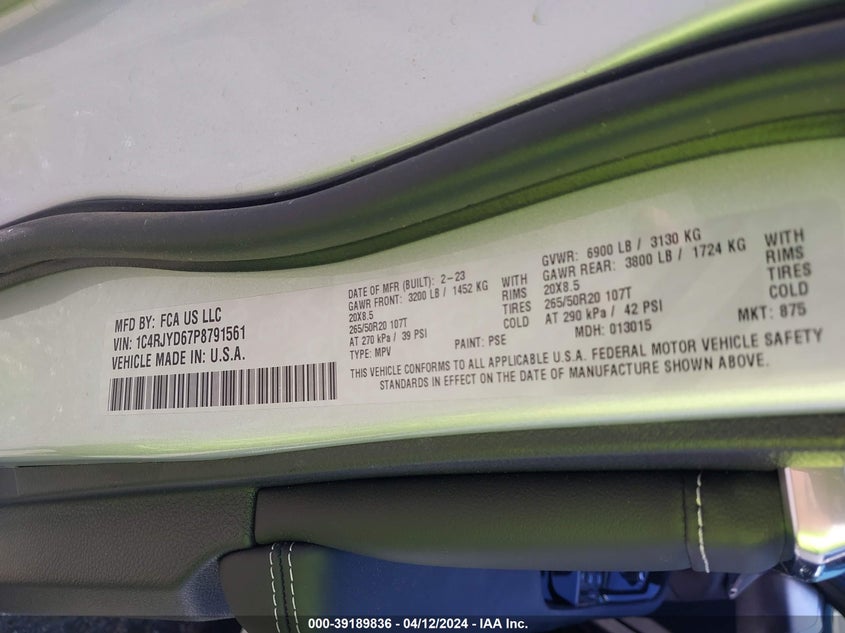 MFD BY: FCA US LLC
VIN: 1C4RJYD67P8791561
VEHICLE MADE IN: U.S.A.
DATE OF MFR (BUILT): 2-23
GAWR FRONT: 3200 LB / 1452 KG WITH
20X8.5 RIMS
265/50R20 107T TIRES
AT 270 kPa / 39 PSI COLD
TYPE: MPV PAINT: PSE
GVWR: 6900 LB / 3130 KG
GAWR REAR: 3800 LB / 1724 KG WITH
20X8.5 RIMS
265/50R20 107T TIRES
AT 290 kPa / 42 PSI COLD
MDH: 013015 MKT: 875
THIS VEHICLE CONFORMS TO ALL APPLICABLE U.S.A. FEDERAL MOTOR VEHICLE SAFETY
STANDARDS IN EFFECT ON THE DATE OF MANUFACTURE SHOWN ABOVE.
000-39189836 - 04/12/2024 - IAA Inc.